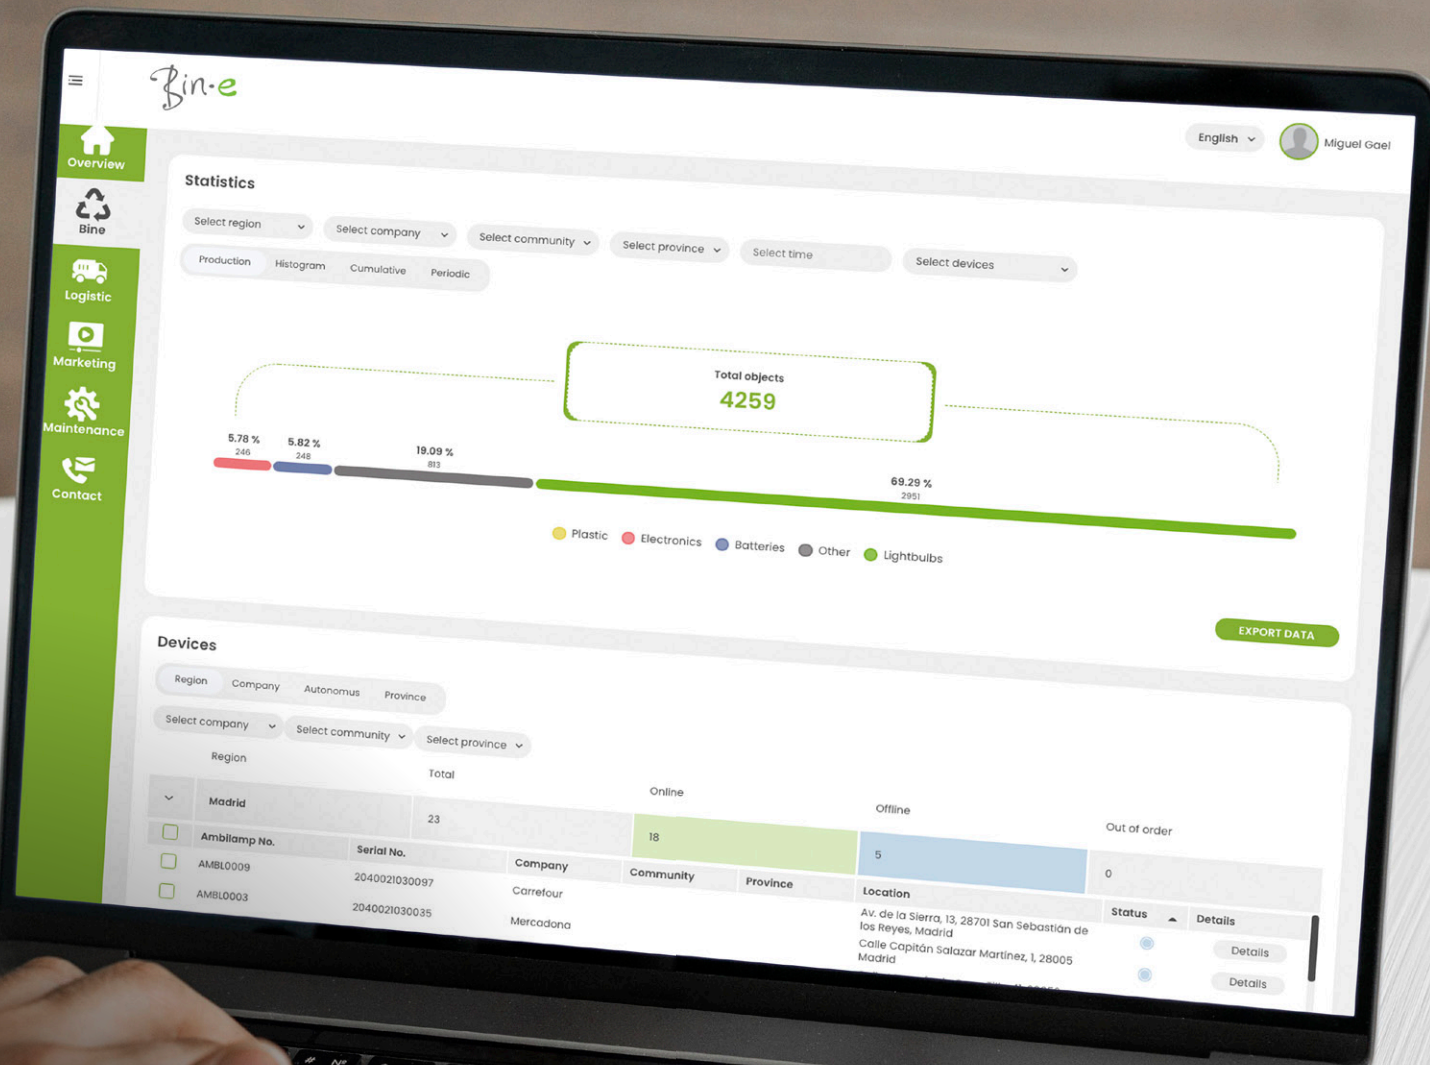 Bin·e
English
Miguel Gael
Overview
Bine
Logistic
Marketing
Maintenance
Contact
Statistics
Select region
Select company
Select community
Select province
Select time
Select devices
Production
Histogram
Cumulative
Periodic
Total objects
4259
5.78 %
246
5.82 %
248
19.09 %
813
69.29 %
2951
Plastic
Electronics
Batteries
Other
Lightbulbs
EXPORT DATA
Devices
Region
Company
Autonomus
Province
Select company
Select community
Select province
Region Total Online Offline Out of order
Madrid 23 18 5 0
Ambilamp No. Serial No. Company Community Province Location Status Details
AMBL0009 2040021030097 Carrefour Av. de la Sierra, 13, 28701 San Sebastián de
los Reyes, Madrid
Details
AMBL0003 2040021030035 Mercadona Calle Capitán Salazar Martínez, 1, 28005
Madrid
Details
# Nº